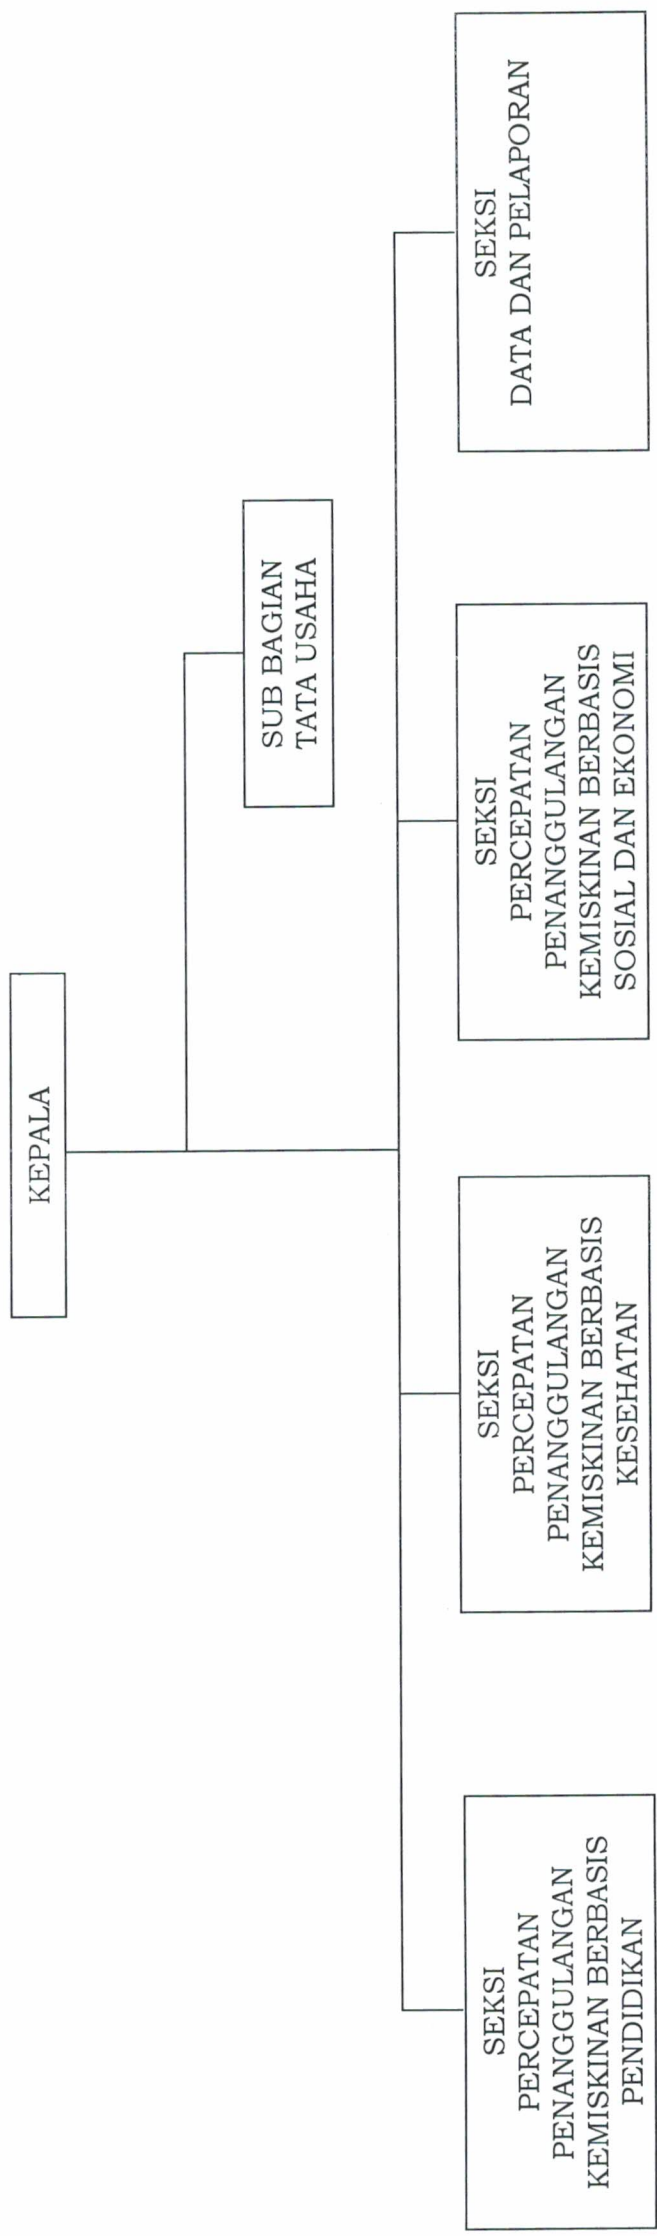 KEPALA
SUB BAGIAN
TATA USAHA
SEKSI
PERCEPATAN
PENANGGULANGAN
KEMISKINAN BERBASIS
PENDIDIKAN
SEKSI
PERCEPATAN
PENANGGULANGAN
KEMISKINAN BERBASIS
KESEHATAN
SEKSI
PERCEPATAN
PENANGGULANGAN
KEMISKINAN BERBASIS
SOSIAL DAN EKONOMI
SEKSI
DATA DAN PELAPORAN